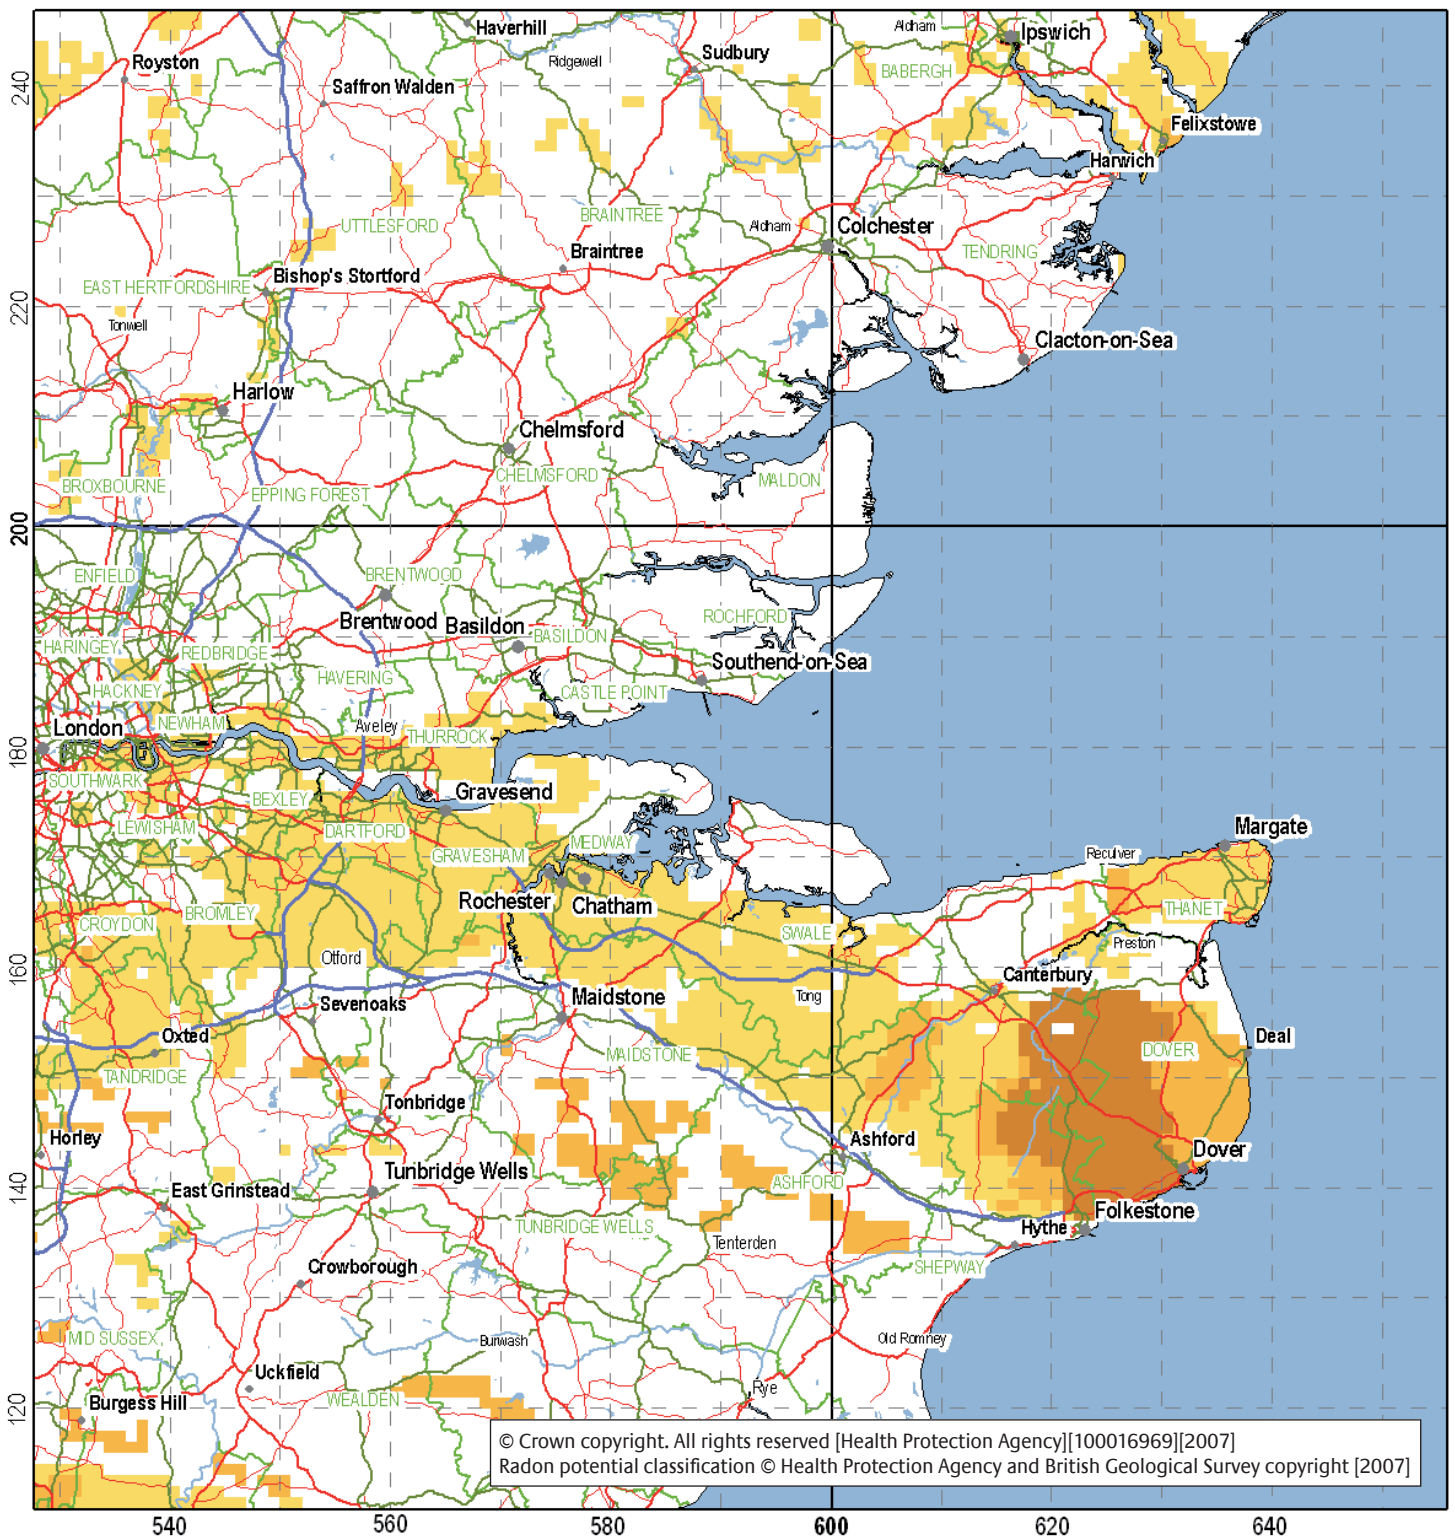 Haverhill
Aldham
Ipswich
Royston
Ridgewell
Sudbury
BABERGH
240
Saffron Walden
Felixstowe
Harwich
UTTLESFORD
BRAINTREE
Aldham
Colchester
Braintree
TENDRING
EAST HERTFORDSHIRE
Bishop's Stortford
220
Tonwell
Clacton-on-Sea
Harlow
Chelmsford
CHELMSFORD
MALDON
BROXBOURNE
EPPING FOREST
200
ENFIELD
BRENTWOOD
ROCHFORD
Brentwood
Basildon
BASILDON
HARINGEY
REDBRIDGE
HAVERING
Southend-on-Sea
HACKNEY
CASTLE POINT
London
NEWHAM
Aveley
THURROCK
180
SOUTHWARK
BEXLEY
Gravesend
LEWISHAM
DARTFORD
MEDWAY
Margate
GRAVESHAM
Reculver
Rochester
Chatham
BROMLEY
THANET
CROYDON
SWALE
Preston
Otford
160
Canterbury
Sevenoaks
Maidstone
Tong
Oxted
MAIDSTONE
DOVER
Deal
TANDRIDGE
Tonbridge
Horley
Ashford
Dover
Tunbridge Wells
140
East Grinstead
ASHFORD
Folkestone
TUNBRIDGE WELLS
Hythe
Tenterden
Crowborough
SHEPWAY
MID SUSSEX
Burwash
Old Romney
Uckfield
Rye
120
Burgess Hill
WEALDEN
© Crown copyright. All rights reserved [Health Protection Agency][100016969][2007]
Radon potential classification © Health Protection Agency and British Geological Survey copyright [2007]
540 560 580 600 620 640